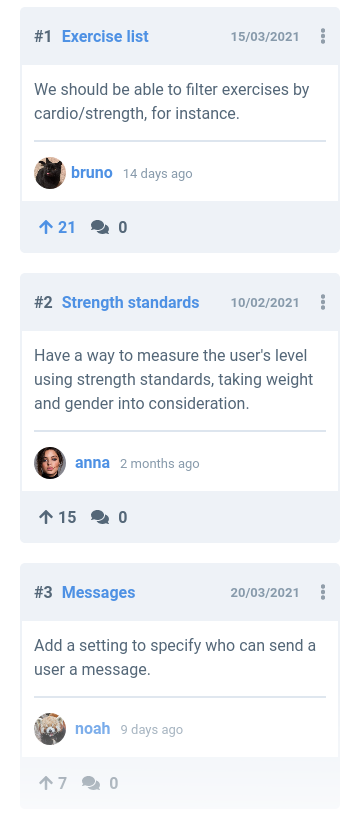 #1 Exercise list 15/03/2021
We should be able to filter exercises by
cardio/strength, for instance.
bruno 14 days ago
21 0
#2 Strength standards 10/02/2021
Have a way to measure the user's level
using strength standards, taking weight
and gender into consideration.
anna 2 months ago
15 0
#3 Messages 20/03/2021
Add a setting to specify who can send a
user a message.
noah 9 days ago
7 0